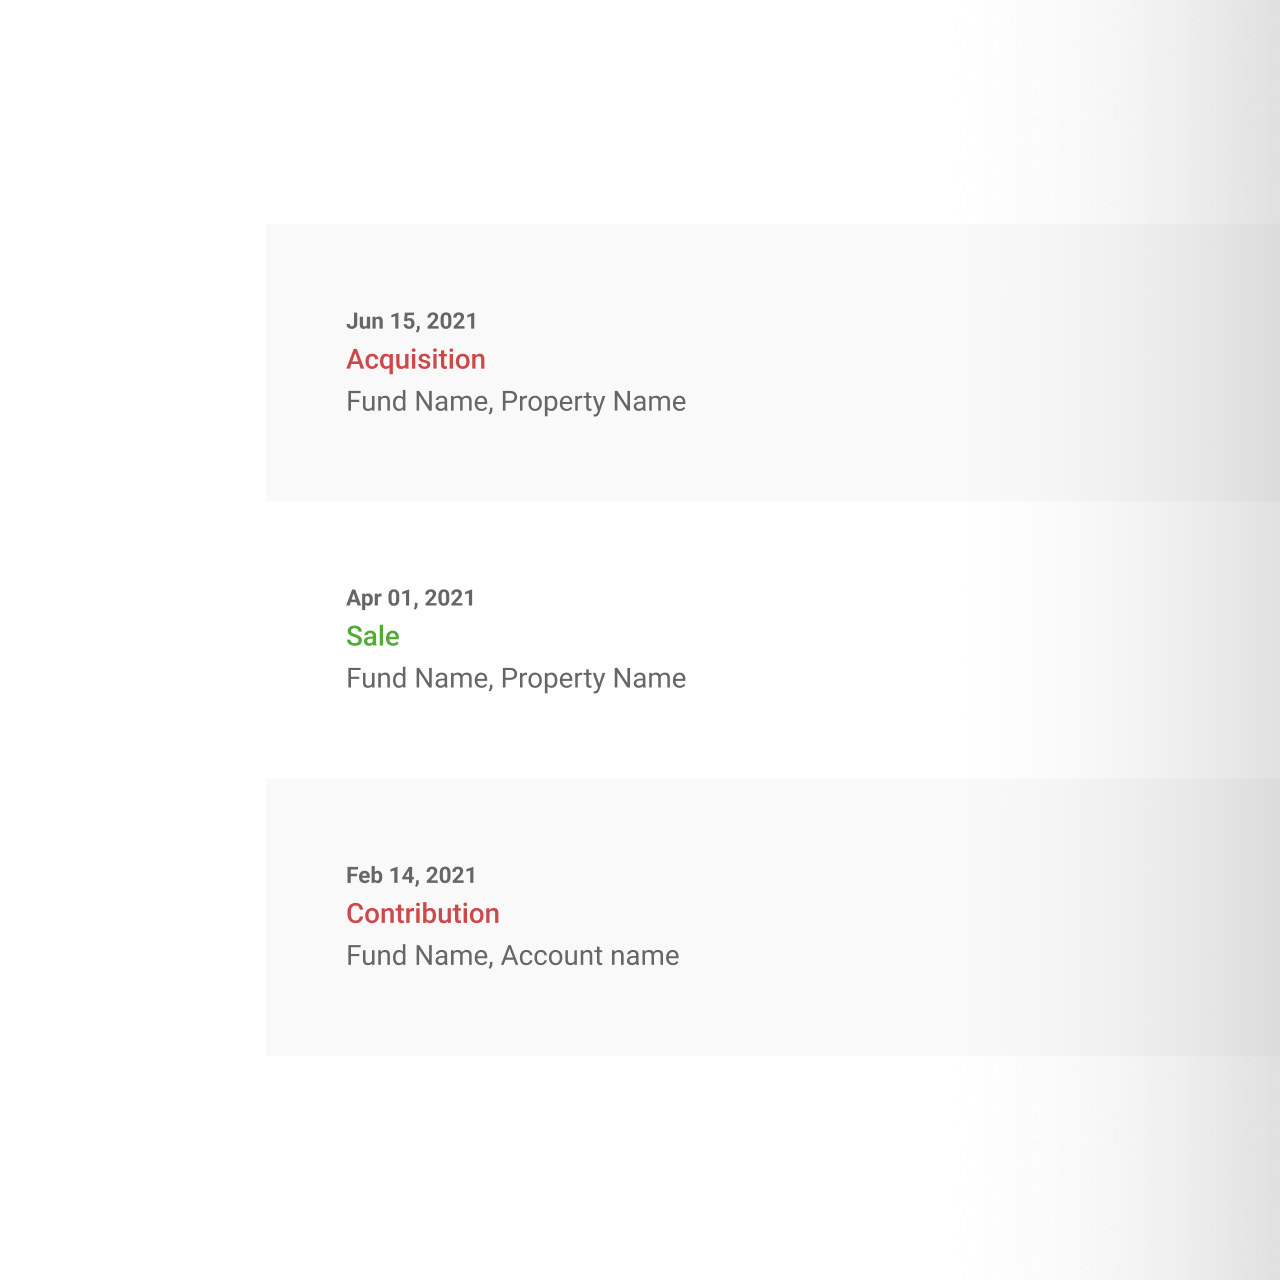 Jun 15, 2021
Acquisition
Fund Name, Property Name
Apr 01, 2021
Sale
Fund Name, Property Name
Feb 14, 2021
Contribution
Fund Name, Account name